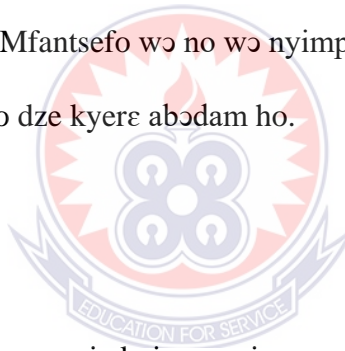 Mfantsefo wɔ no wɔ nyimp
o dze kyerɛ abɔdam ho.
EDUCATION FOR SERVICE